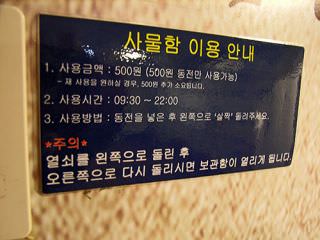 사물함 이용 안내
1. 사용금액 : 500원 (500원 동전만 사용가능)
- 재 사용을 원하실 경우, 500원 추가 소요됩니다.
2. 사용시간 : 09:30 ~ 22:00
3. 사용방법 : 동전을 넣은 후 왼쪽으로 '살짝' 돌려주세요.
*주의*
열쇠를 왼쪽으로 돌린 후
오른쪽으로 다시 돌리시면 보관함이 열리게 됩니다.